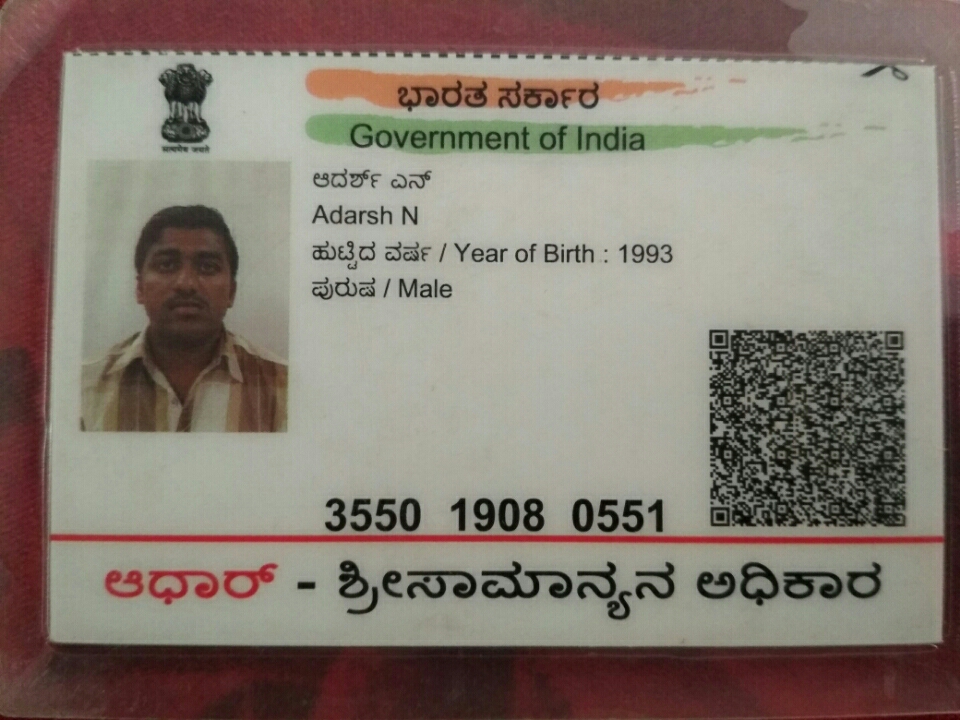 ಭಾರತ ಸರ್ಕಾರ
Government of India
सत्यमेव जयते
ಆದರ್ಶ್ ಎನ್
Adarsh N
ಹುಟ್ಟಿದ ವರ್ಷ / Year of Birth : 1993
ಪುರುಷ / Male
3550 1908 0551
ಆಧಾರ್ - ಶ್ರೀಸಾಮಾನ್ಯನ ಅಧಿಕಾರ